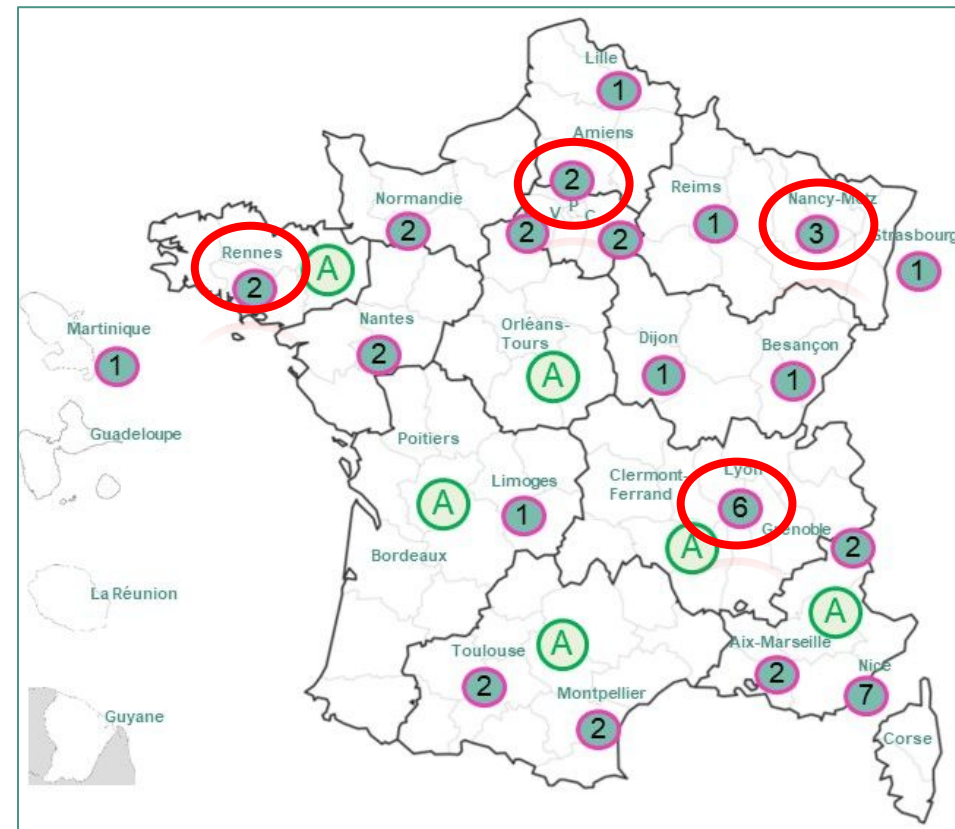 Lille
1
Amiens
2
Reims
1
Nancy-Metz
3
Strasbourg
1
Normandie
2
V P C
2
2
Rennes
2
A
Martinique
1
Nantes
2
Orléans-
Tours
A
Dijon
1
Besançon
1
Guadeloupe
Poitiers
A
Limoges
1
Clermont-
Ferrand
Lyon
6
A
Grenoble
2
Bordeaux
La Réunion
A
Toulouse
2
A
Aix-Marseille
2
Nice
7
Montpellier
2
Guyane
Corse